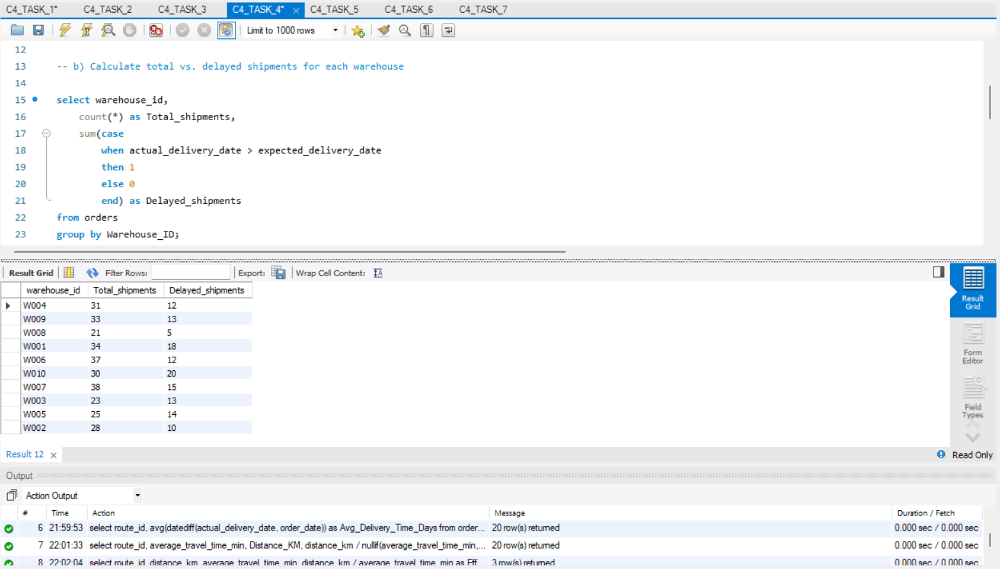 C4_TASK_1* C4_TASK_2 C4_TASK_3 C4_TASK_4* C4_TASK_5 C4_TASK_6 C4_TASK_7
Limit to 1000 rows
12
13 -- b) Calculate total vs. delayed shipments for each warehouse
14
15 select warehouse_id,
16 count(*) as Total_shipments,
17 sum(case
18 when actual_delivery_date > expected_delivery_date
19 then 1
20 else 0
21 end) as Delayed_shipments
22 from orders
23 group by Warehouse_ID;
Result Grid Filter Rows: Export: Wrap Cell Content:
warehouse_id Total_shipments Delayed_shipments
W004 31 12
W009 33 13
W008 21 5
W001 34 18
W006 37 12
W010 30 20
W007 38 15
W003 23 13
W005 25 14
W002 28 10
Result
Grid
Form
Editor
Field
Types
Result 12 Read Only
Output
Action Output
# Time Action Message Duration / Fetch
6 21:59:53 select route_id, avg(datediff(actual_delivery_date, order_date)) as Avg_Delivery_Time_Days from order... 20 row(s) returned 0.000 sec / 0.000 sec
7 22:01:33 select route_id, average_travel_time_min, Distance_KM, distance_km / nullif(average_travel_time_min,... 20 row(s) returned 0.000 sec / 0.000 sec
8 22:02:04 select route_id, distance_km, average_travel_time_min, distance_km / average_travel_time_min as Eff... 3 row(s) returned 0.000 sec / 0.000 sec